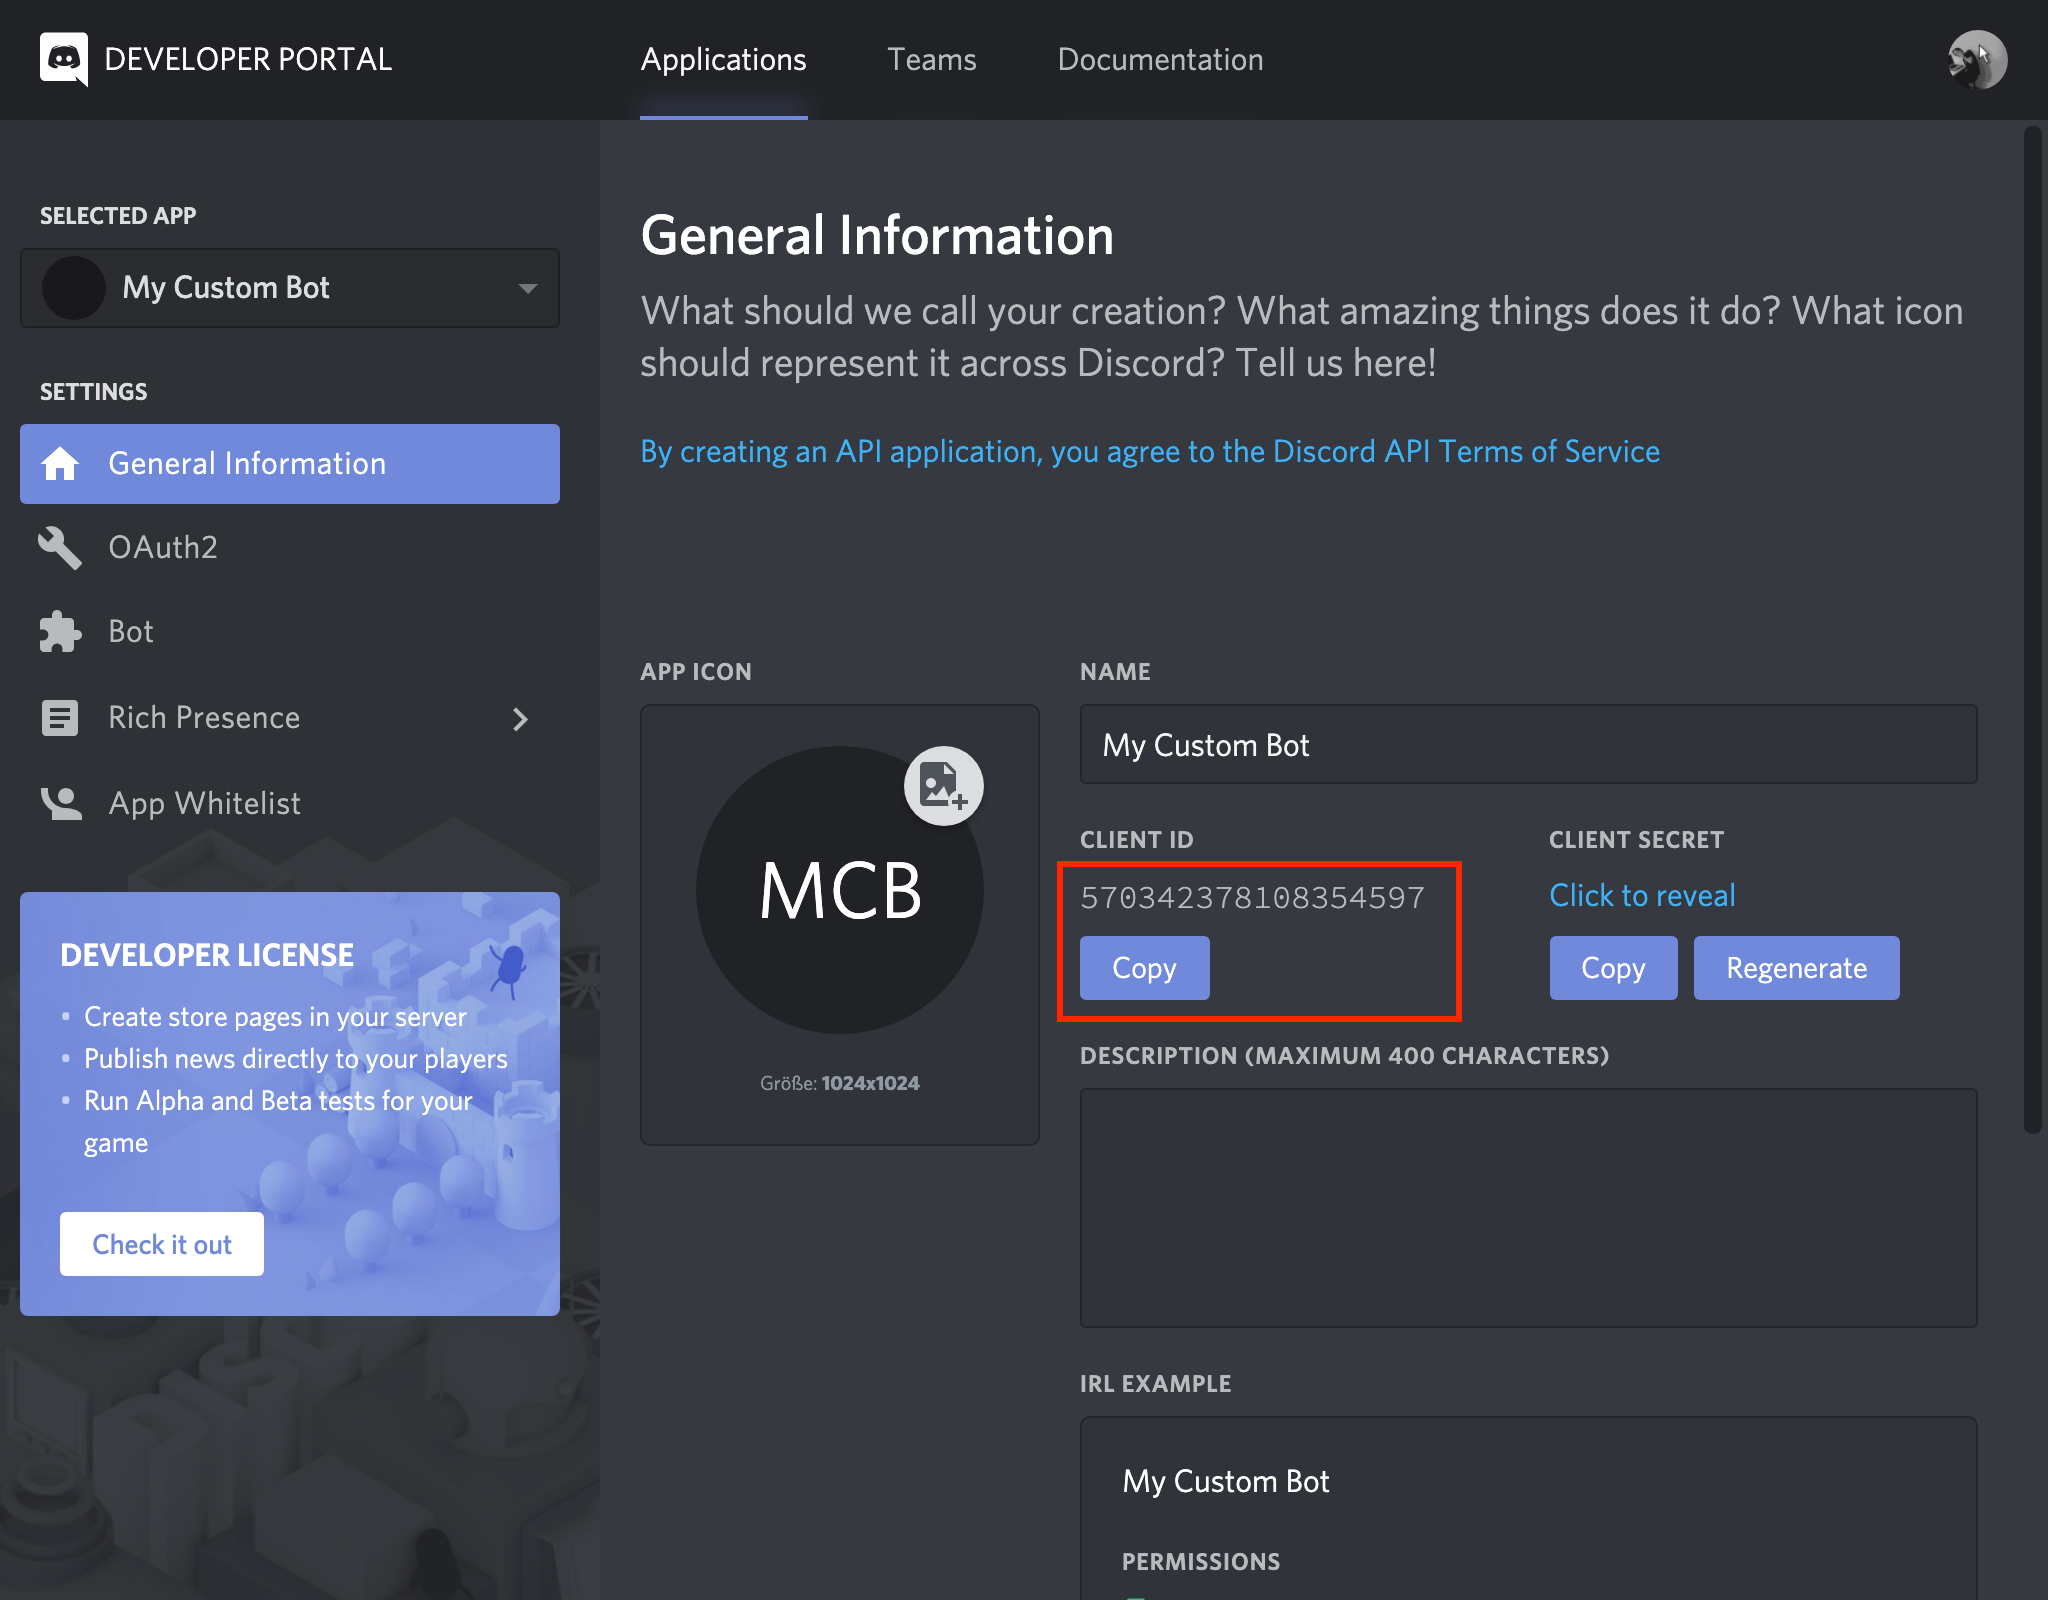 DEVELOPER PORTAL
Applications
Teams
Documentation
SELECTED APP
My Custom Bot
SETTINGS
General Information
OAuth2
Bot
Rich Presence
App Whitelist
DEVELOPER LICENSE
• Create store pages in your server
• Publish news directly to your players
• Run Alpha and Beta tests for your
game
Check it out
General Information
What should we call your creation? What amazing things does it do? What icon
should represent it across Discord? Tell us here!
By creating an API application, you agree to the Discord API Terms of Service
APP ICON
MCB
Größe: 1024x1024
NAME
My Custom Bot
CLIENT ID
570342378108354597
Copy
CLIENT SECRET
Click to reveal
Copy
Regenerate
DESCRIPTION (MAXIMUM 400 CHARACTERS)
IRL EXAMPLE
My Custom Bot
PERMISSIONS